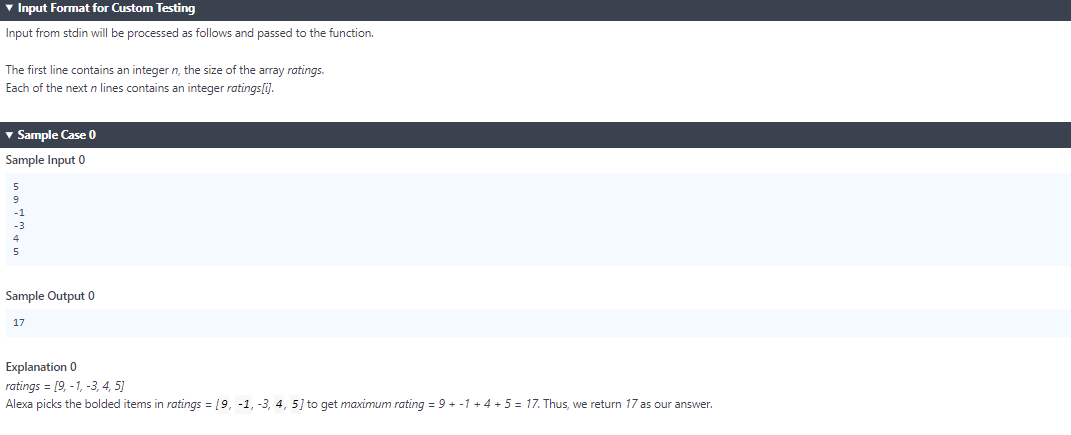 ▼ Input Format for Custom Testing
Input from stdin will be processed as follows and passed to the function.
The first line contains an integer n, the size of the array ratings.
Each of the next n lines contains an integer ratings[i].
▼ Sample Case 0
Sample Input 0
5
9
-1
-3
4
5
Sample Output 0
17
Explanation 0
ratings = [9, -1, -3, 4, 5]
Alexa picks the bolded items in ratings = [9, -1, -3, 4, 5] to get maximum rating = 9 + -1 + 4 + 5 = 17. Thus, we return 17 as our answer.